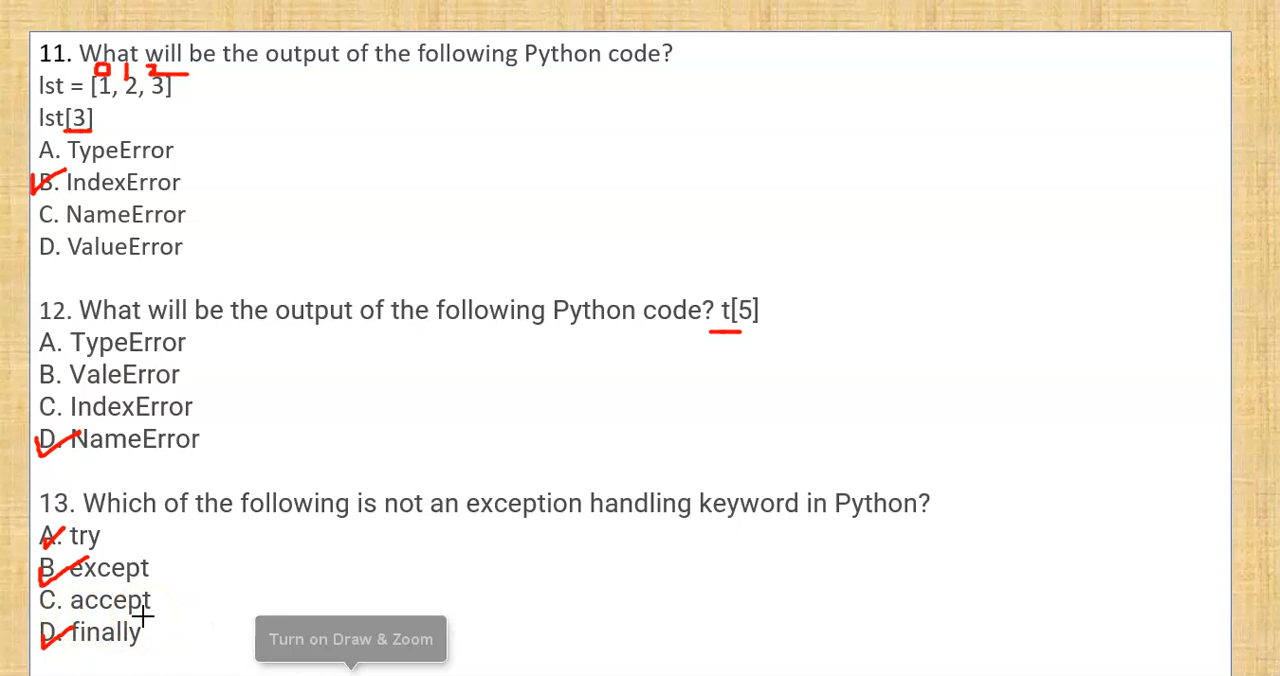 11. What will be the output of the following Python code?
0 1 2
lst = [1, 2, 3]
lst[3]
A. TypeError
B. IndexError
C. NameError
D. ValueError
12. What will be the output of the following Python code? t[5]
A. TypeError
B. ValeError
C. IndexError
D. NameError
13. Which of the following is not an exception handling keyword in Python?
A. try
B. except
C. accept
D. finally
Turn on Draw & Zoom